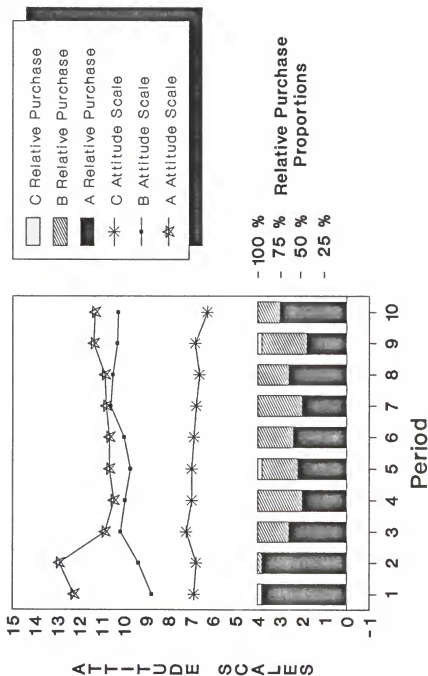 C Relative Purchase
B Relative Purchase
A Relative Purchase
C Attitude Scale
B Attitude Scale
A Attitude Scale
ATTITUDE SCALES
15
14
13
12
11
10
9
8
7
6
5
4
3
2
1
0
-1
- 100 %
- 75 %
- 50 %
- 25 %
Relative Purchase
Proportions
1 2 3 4 5 6 7 8 9 10
Period